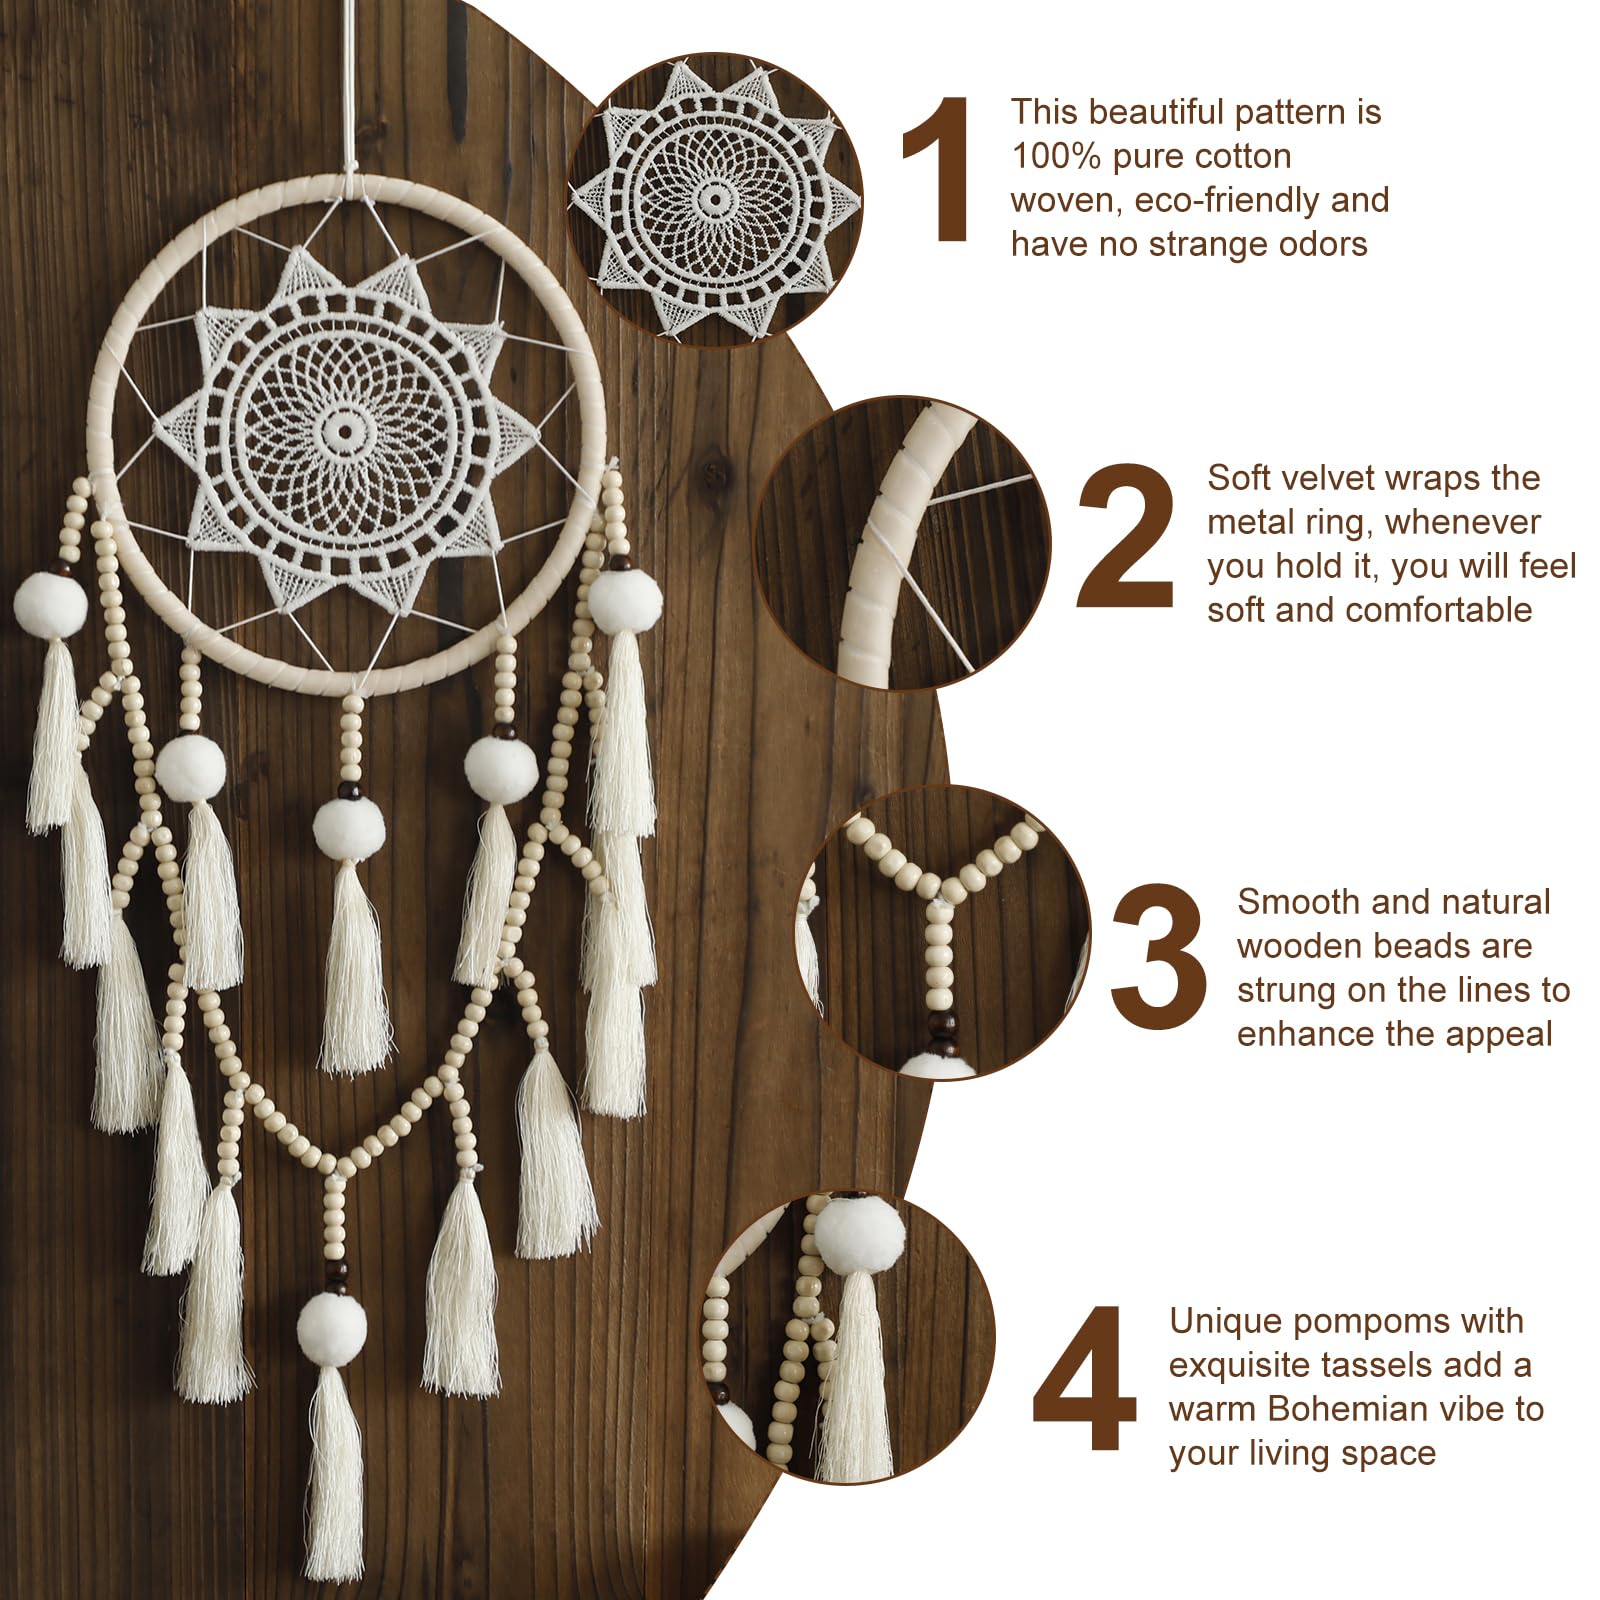 1
This beautiful pattern is
100% pure cotton
woven, eco-friendly and
have no strange odors
2
Soft velvet wraps the
metal ring, whenever
you hold it, you will feel
soft and comfortable
3
Smooth and natural
wooden beads are
strung on the lines to
enhance the appeal
4
Unique pompoms with
exquisite tassels add a
warm Bohemian vibe to
your living space